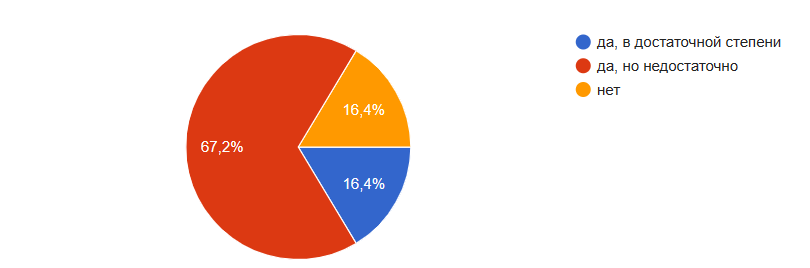 да, в достаточной степени
да, но недостаточно
нет
16,4%
67,2%
16,4%